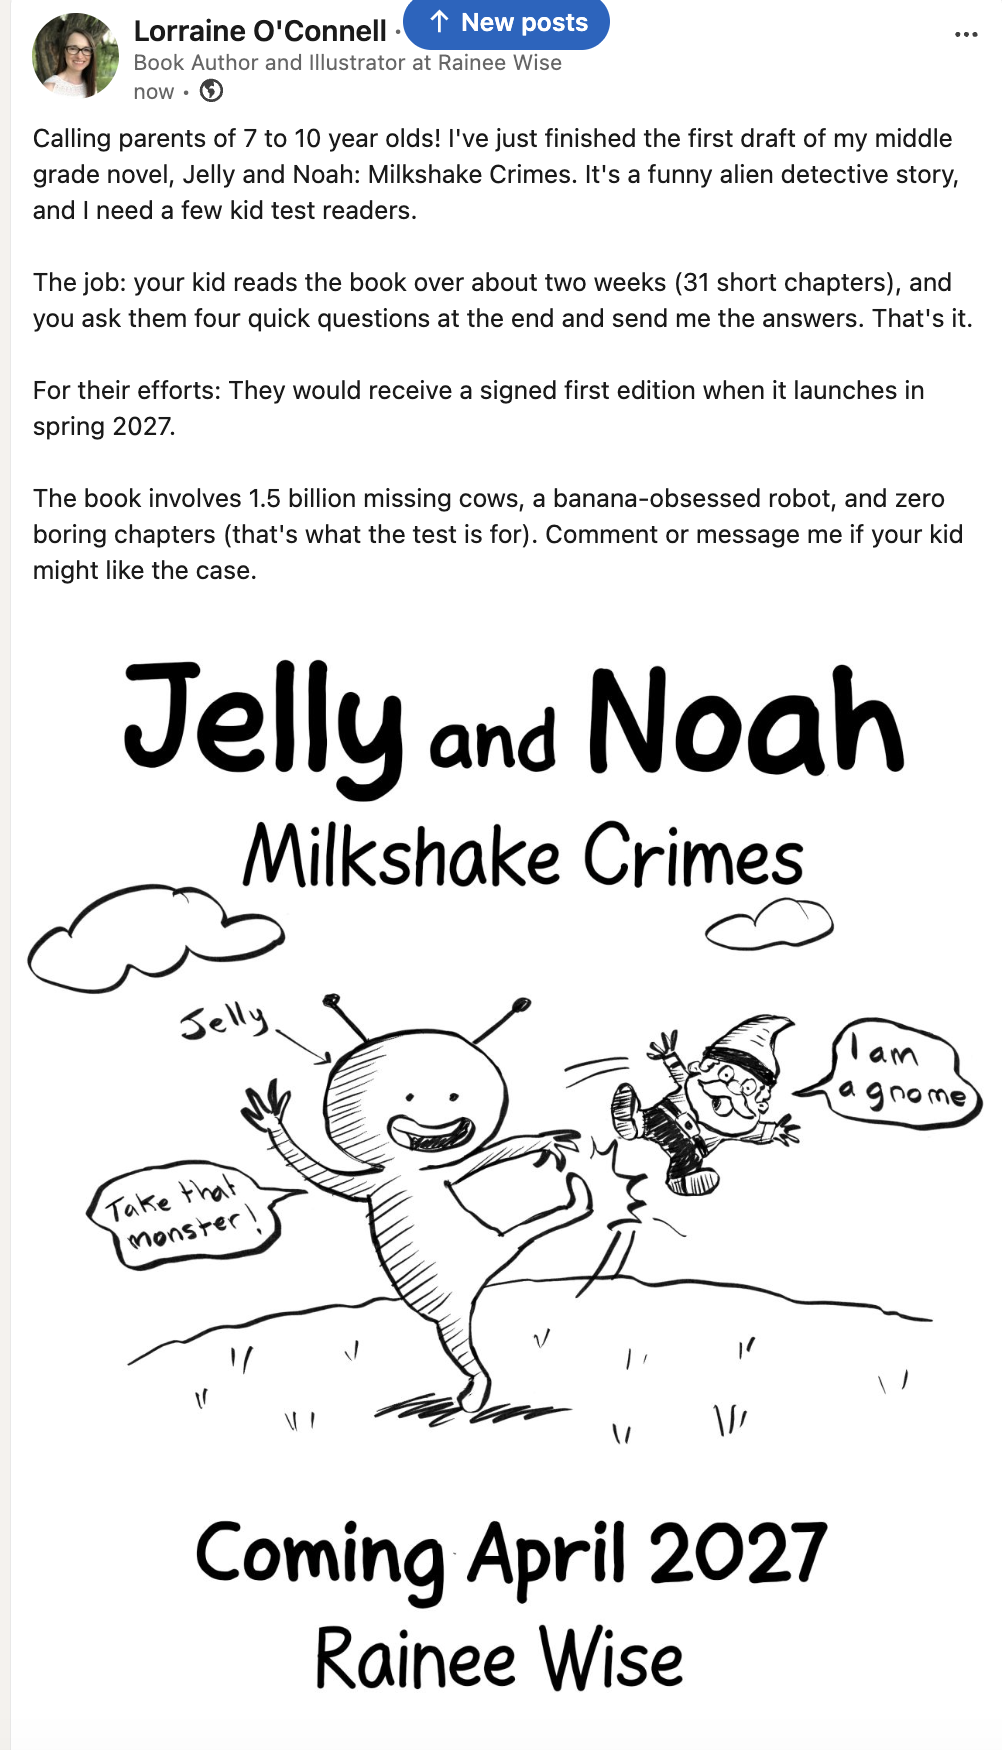 Lorraine O'Connell ·
↑ New posts
Book Author and Illustrator at Rainee Wise
now •
Calling parents of 7 to 10 year olds! I've just finished the first draft of my middle
grade novel, Jelly and Noah: Milkshake Crimes. It's a funny alien detective story,
and I need a few kid test readers.
The job: your kid reads the book over about two weeks (31 short chapters), and
you ask them four quick questions at the end and send me the answers. That's it.
For their efforts: They would receive a signed first edition when it launches in
spring 2027.
The book involves 1.5 billion missing cows, a banana-obsessed robot, and zero
boring chapters (that's what the test is for). Comment or message me if your kid
might like the case.
Jelly and Noah
Milkshake Crimes
Jelly
I am
a gnome
Take that
monster!
Coming April 2027
Rainee Wise